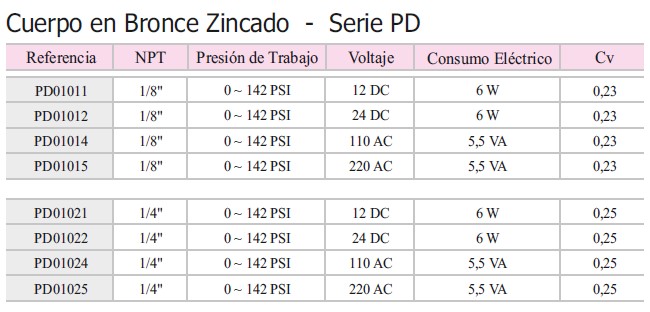 Cuerpo en Bronce Zincado - Serie PD
Referencia NPT Presión de Trabajo Voltaje Consumo Eléctrico Cv
PD01011 1/8" 0 ~ 142 PSI 12 DC 6 W 0,23
PD01012 1/8" 0 ~ 142 PSI 24 DC 6 W 0,23
PD01014 1/8" 0 ~ 142 PSI 110 AC 5,5 VA 0,23
PD01015 1/8" 0 ~ 142 PSI 220 AC 5,5 VA 0,23
PD01021 1/4" 0 ~ 142 PSI 12 DC 6 W 0,25
PD01022 1/4" 0 ~ 142 PSI 24 DC 6 W 0,25
PD01024 1/4" 0 ~ 142 PSI 110 AC 5,5 VA 0,25
PD01025 1/4" 0 ~ 142 PSI 220 AC 5,5 VA 0,25